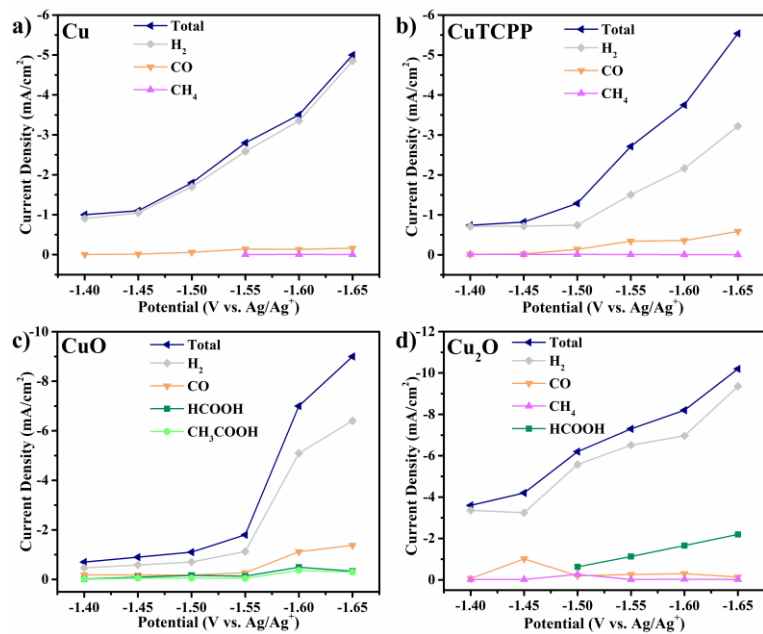 a) Cu
Total
H2
CO
CH4
Current Density (mA/cm2)
-6
-5
-4
-3
-2
-1
0
-1.40 -1.45 -1.50 -1.55 -1.60 -1.65
Potential (V vs. Ag/Ag+)
b) CuTCPP
Total
H2
CO
CH4
Current Density (mA/cm2)
-6
-5
-4
-3
-2
-1
0
-1.40 -1.45 -1.50 -1.55 -1.60 -1.65
Potential (V vs. Ag/Ag+)
c) CuO
Total
H2
CO
HCOOH
CH3COOH
Current Density (mA/cm2)
-10
-8
-6
-4
-2
0
-1.40 -1.45 -1.50 -1.55 -1.60 -1.65
Potential (V vs. Ag/Ag+)
d) Cu2O
Total
H2
CO
CH4
HCOOH
Current Density (mA/cm2)
-12
-10
-8
-6
-4
-2
0
-1.40 -1.45 -1.50 -1.55 -1.60 -1.65
Potential (V vs. Ag/Ag+)